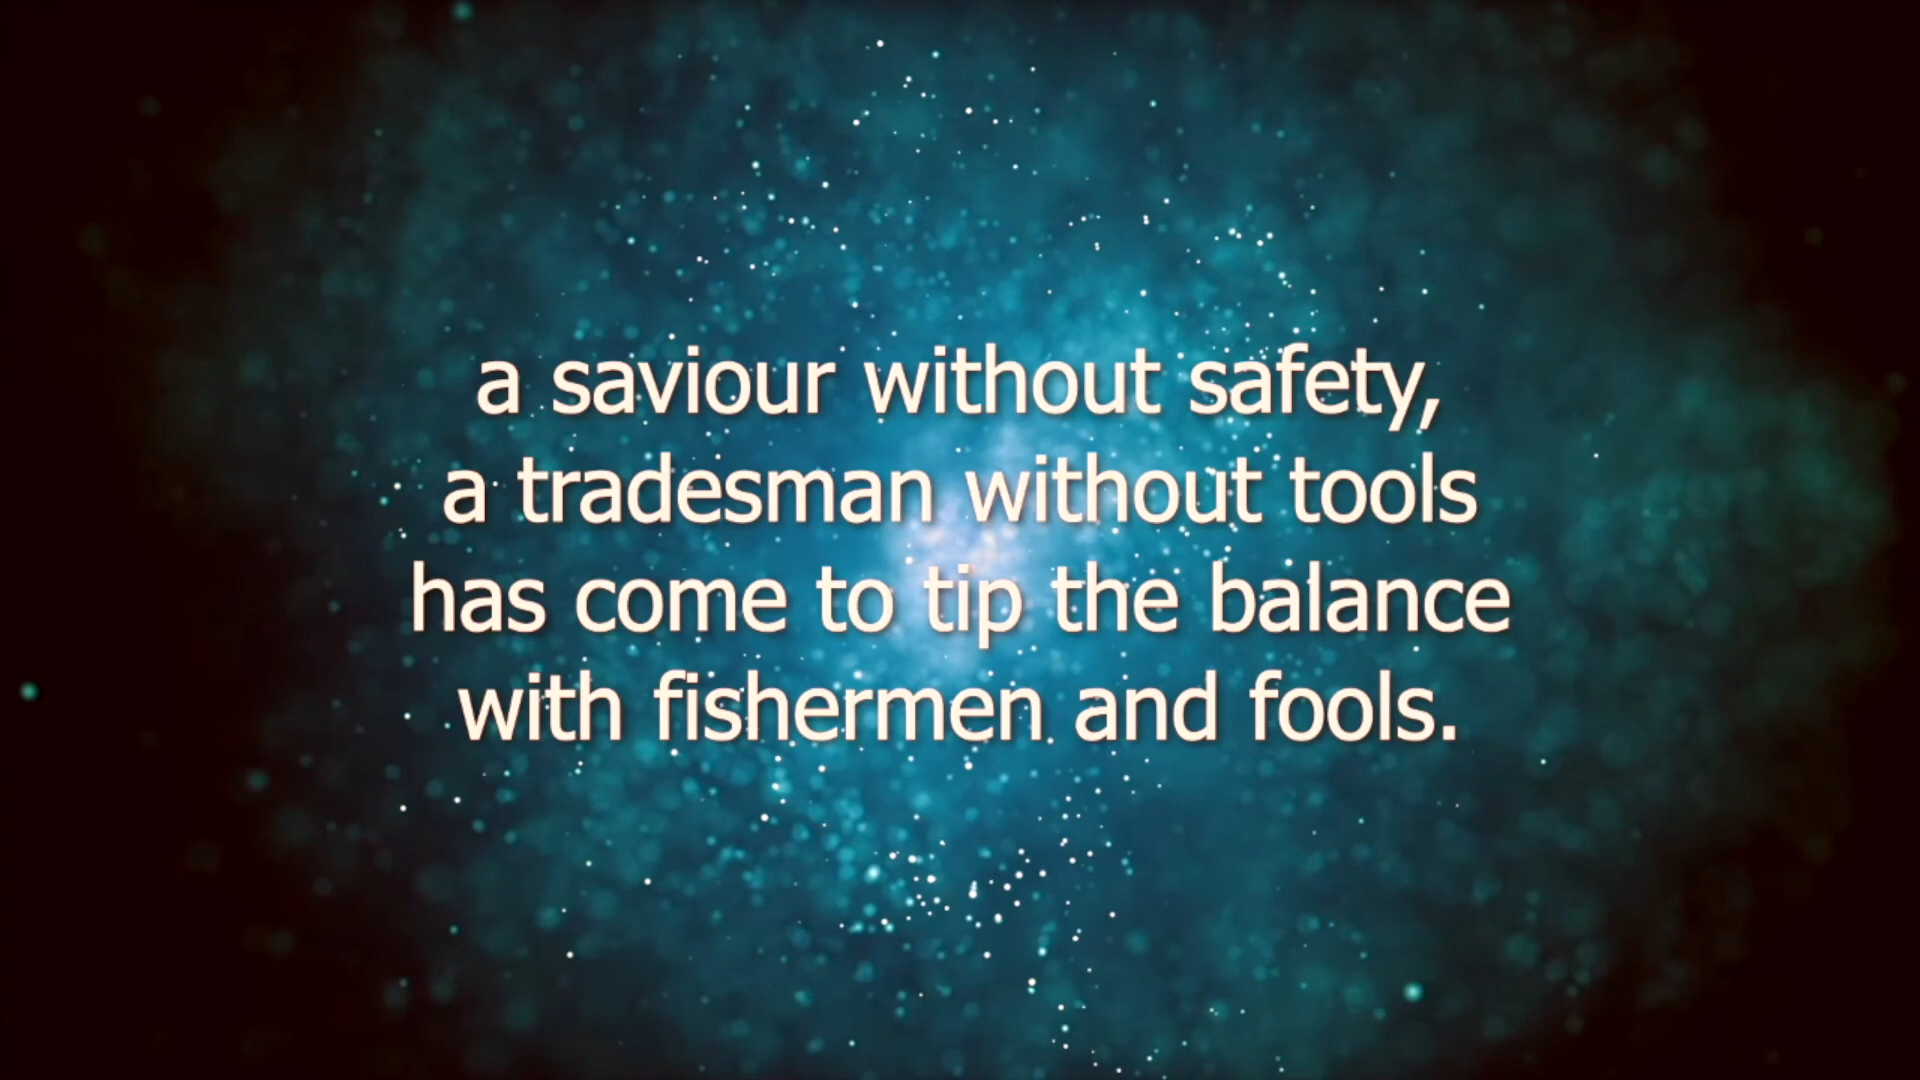 a saviour without safety,
a tradesman without tools
has come to tip the balance
with fishermen and fools.